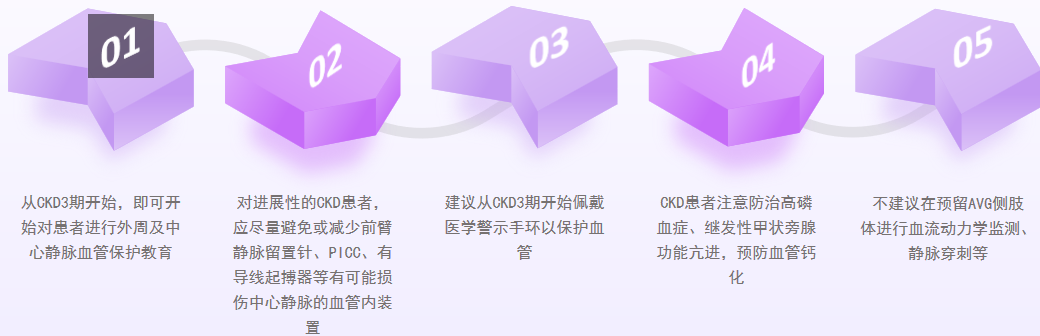 01
02
03
04
05
从CKD3期开始，即可开
始对患者进行外周及中
心静脉血管保护教育
对进展性的CKD患者，
应尽量避免或减少前臂
静脉留置针、PICC、有
导线起搏器等有可能损
伤中心静脉的血管内装
置
建议从CKD3期开始佩戴
医学警示手环以保护血
管
CKD患者注意防治高磷
血症、继发性甲状旁腺
功能亢进，预防血管钙
化
不建议在预留AVG侧肢
体进行血流动力学监测、
静脉穿刺等